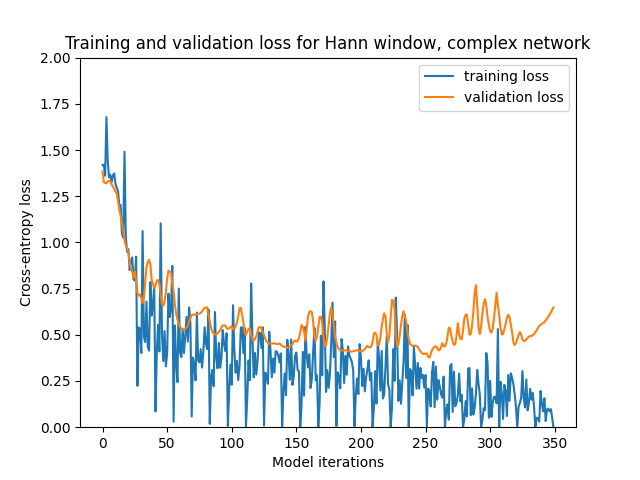 Training and validation loss for Hann window, complex network
training loss
validation loss
Cross-entropy loss
2.00
1.75
1.50
1.25
1.00
0.75
0.50
0.25
0.00
0 50 100 150 200 250 300 350
Model iterations